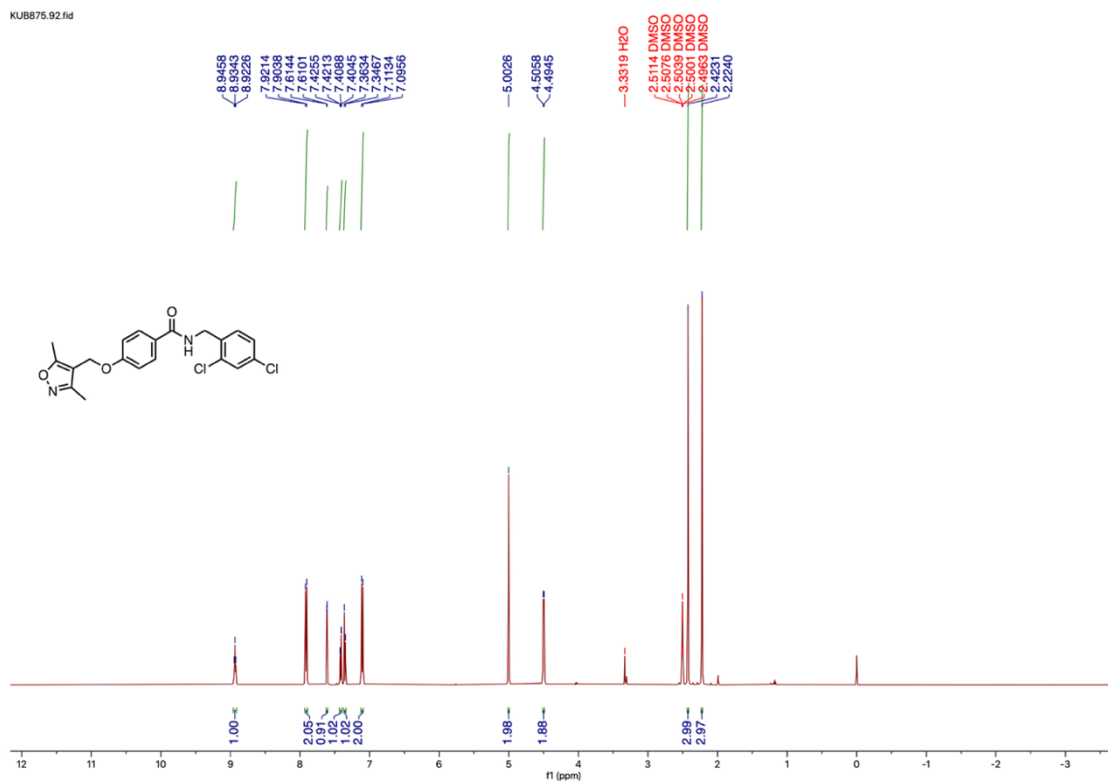 KUB875.92.fid
8.9458
8.9343
8.9226
7.9214
7.9038
7.6144
7.6101
7.4255
7.4213
7.4088
7.4045
7.3634
7.3467
7.1134
7.0956
5.0026
4.5058
4.4945
3.3319 H2O
2.5114 DMSO
2.5076 DMSO
2.5039 DMSO
2.5001 DMSO
2.4963 DMSO
2.4231
2.2240
O
N
H
Cl
Cl
O
O
N
1.00
2.05
0.91
1.02
1.02
2.00
1.98
1.88
2.99
2.97
12 11 10 9 8 7 6 5 4 3 2 1 0 -1 -2 -3
f1 (ppm)